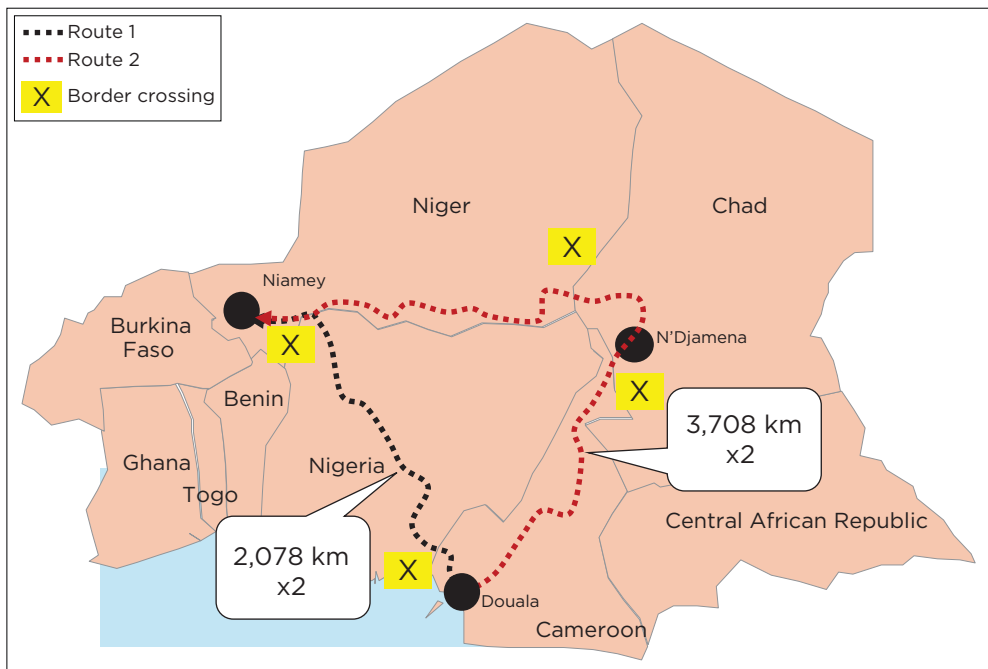 Route 1
Route 2
X Border crossing
Niger
Chad
X
Niamey
Burkina
Faso
X
N'Djamena
X
Benin
3,708 km
x2
Ghana
Nigeria
Togo
Central African Republic
2,078 km
x2
X
Douala
Cameroon